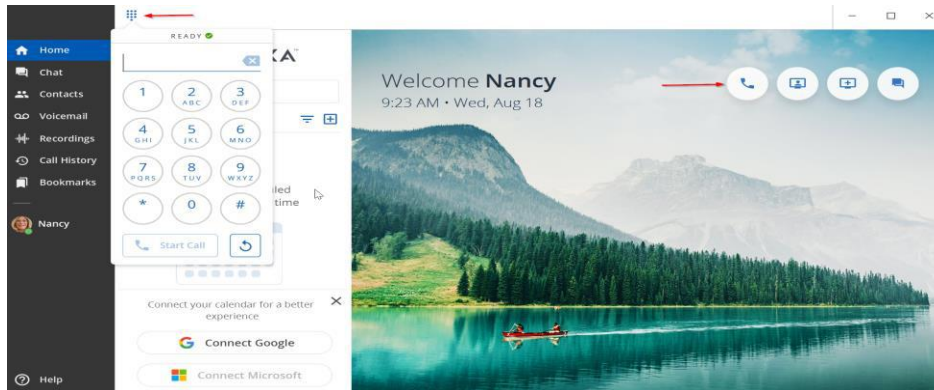 READY
Home
Chat
Contacts
Voicemail
Recordings
Call History
Bookmarks
Nancy
Help
1
2 ABC
3 DEF
4 GHI
5 JKL
6 MNO
7 PQRS
8 TUV
9 WXYZ
*
0
#
Start Call
time
Connect your calendar for a better
experience
Connect Google
Connect Microsoft
Welcome Nancy
9:23 AM • Wed, Aug 18